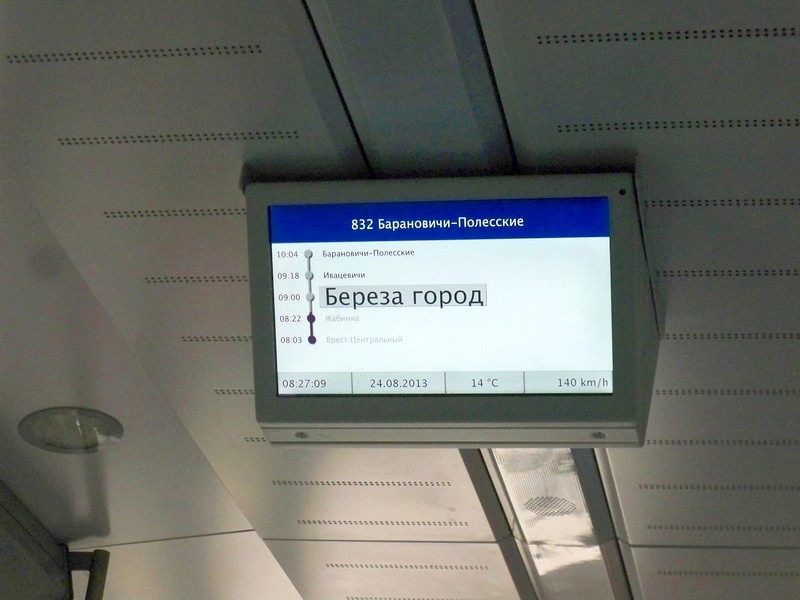 832 Барановичи-Полесские
10:04 Барановичи-Полесские
09:18 Ивацевичи
09:00 Береза город
08:22 Жабинка
08:03 Брест Центральный
08:27:09 24.08.2013 14 °C 140 km/h